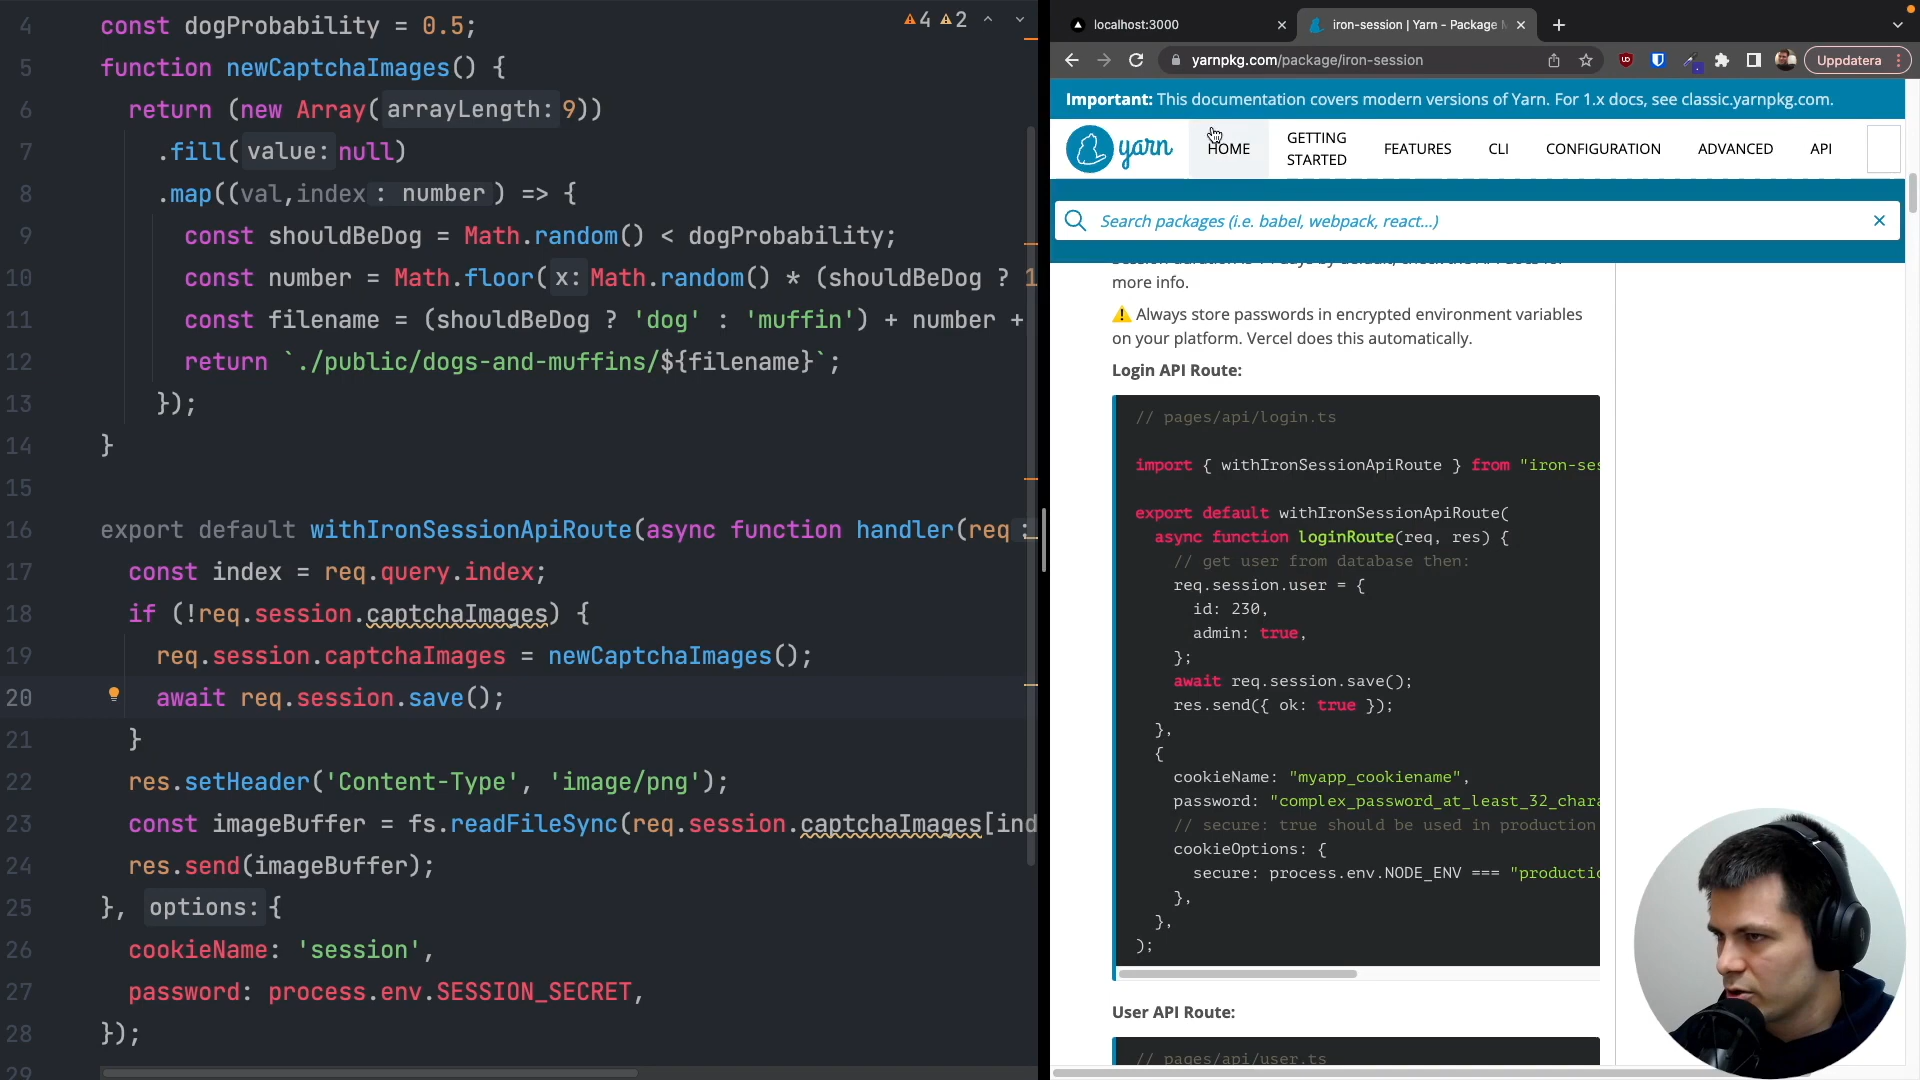 4 const dogProbability = 0.5;
5 function newCaptchaImages() {
6 return (new Array( arrayLength: 9))
7 .fill( value: null)
8 .map((val,index : number ) => {
9 const shouldBeDog = Math.random() < dogProbability;
10 const number = Math.floor( x: Math.random() * (shouldBeDog ? 1
11 const filename = (shouldBeDog ? 'dog' : 'muffin') + number +
12 return `./public/dogs-and-muffins/${filename}`;
13 });
14 }
15
16 export default withIronSessionApiRoute(async function handler(req :
17 const index = req.query.index;
18 if (!req.session.captchaImages) {
19 req.session.captchaImages = newCaptchaImages();
20 await req.session.save();
21 }
22 res.setHeader('Content-Type', 'image/png');
23 const imageBuffer = fs.readFileSync(req.session.captchaImages[ind
24 res.send(imageBuffer);
25 }, options: {
26 cookieName: 'session',
27 password: process.env.SESSION_SECRET,
28 });
29
4 2
localhost:3000
iron-session | Yarn - Package M
yarnpkg.com/package/iron-session
Uppdatera
Important: This documentation covers modern versions of Yarn. For 1.x docs, see classic.yarnpkg.com.
yarn
HOME
GETTING STARTED
FEATURES
CLI
CONFIGURATION
ADVANCED
API
Search packages (i.e. babel, webpack, react...)
more info.
⚠️ Always store passwords in encrypted environment variables
on your platform. Vercel does this automatically.
Login API Route:
// pages/api/login.ts
import { withIronSessionApiRoute } from "iron-ses
export default withIronSessionApiRoute(
async function loginRoute(req, res) {
// get user from database then:
req.session.user = {
id: 230,
admin: true,
};
await req.session.save();
res.send({ ok: true });
},
{
cookieName: "myapp_cookiename",
password: "complex_password_at_least_32_chara
// secure: true should be used in production
cookieOptions: {
secure: process.env.NODE_ENV === "productio
},
},
);
User API Route:
// pages/api/user.ts